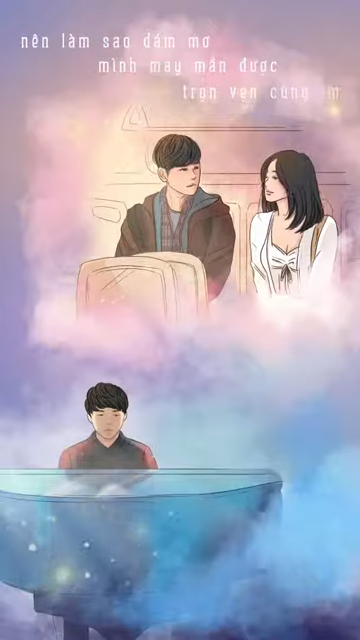 nên làm sao dám mơ
mình may mắn được
trọn vẹn cùng